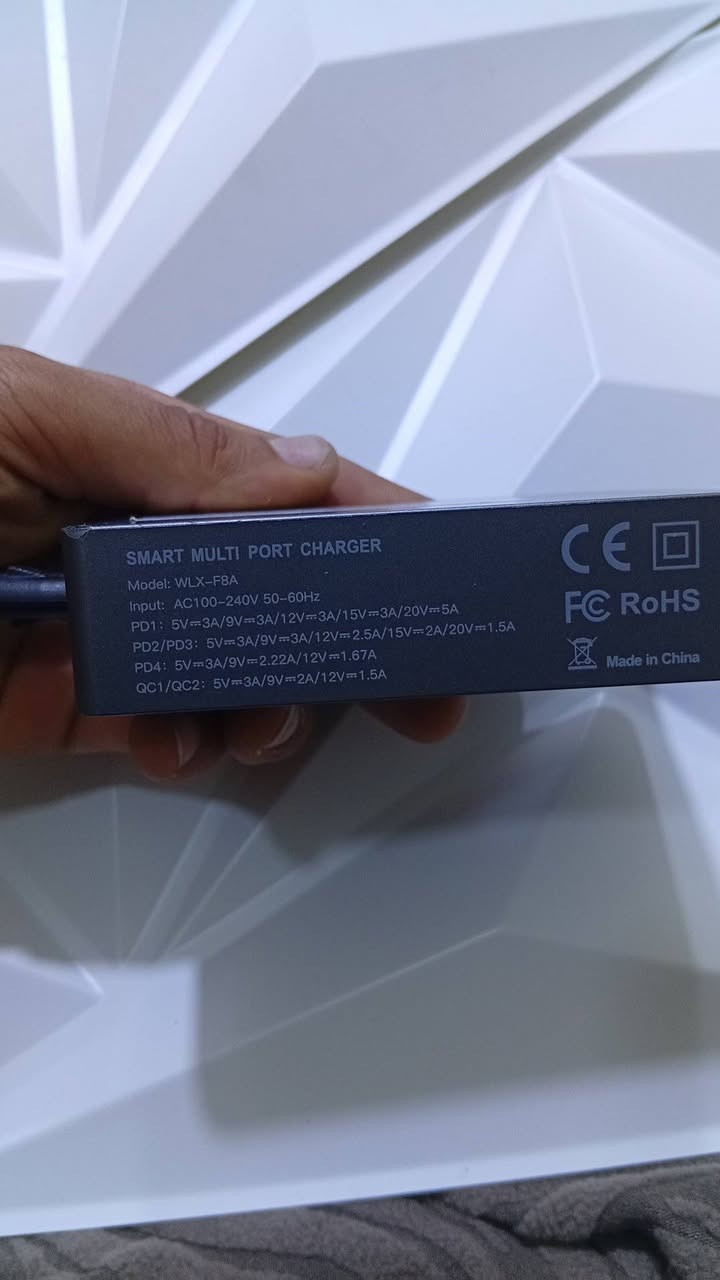 SMART MULTI PORT CHARGER
Model: WLX-F8A
Input: AC100-240V 50-60Hz
PD1: 5V⎓3A/9V⎓3A/12V⎓3A/15V⎓3A/20V⎓5A
PD2/PD3: 5V⎓3A/9V⎓3A/12V⎓2.5A/15V⎓2A/20V⎓1.5A
PD4: 5V⎓3A/9V⎓2.22A/12V⎓1.67A
QC1/QC2: 5V⎓3A/9V⎓2A/12V⎓1.5A
CE
FC RoHS
Made in China